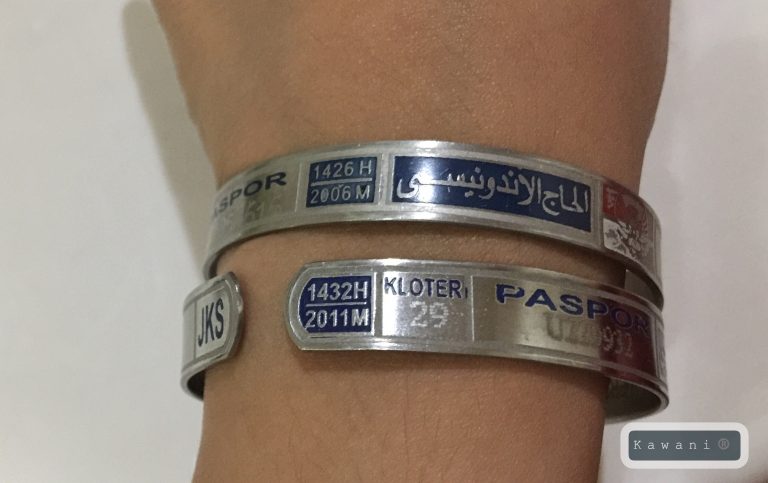 PASPOR
1426 H
2006 M
الحاج الاندونيسى
JKS
1432H
2011M
KLOTER
29
PASPOR
Kawani®